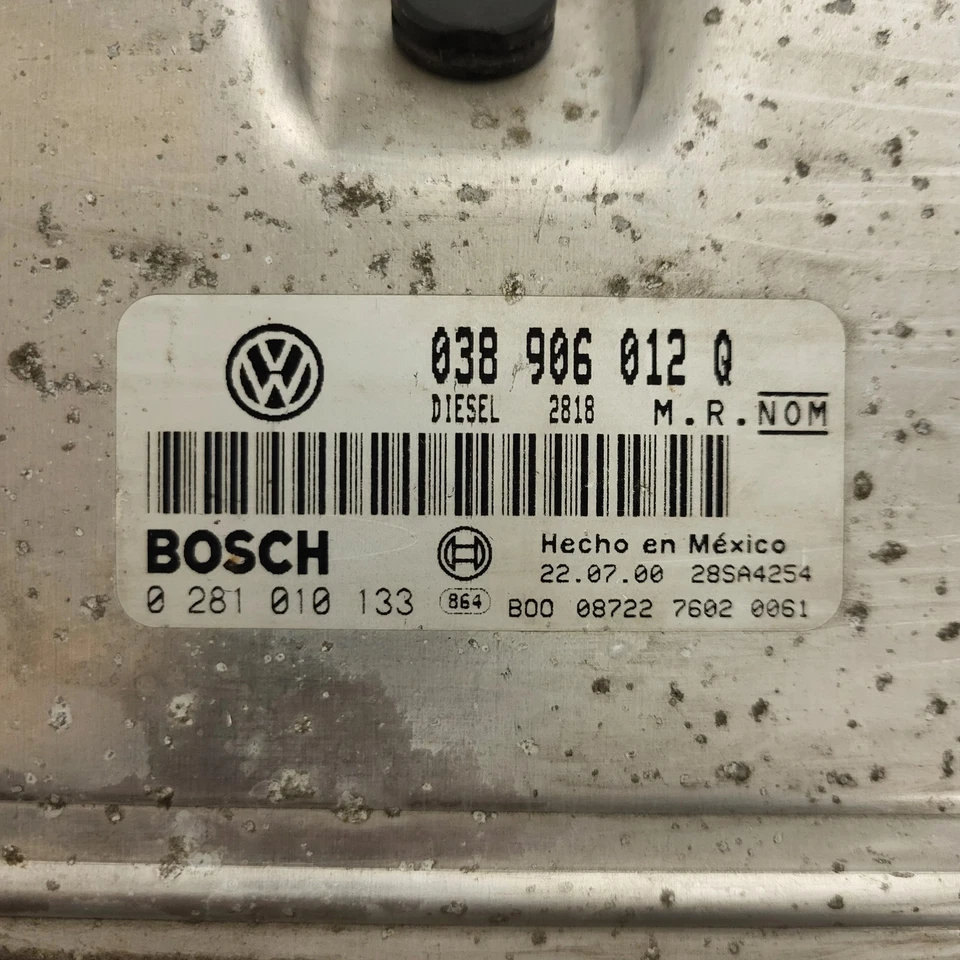 038 906 012 Q
DIESEL 2818 M.R.NOM
BOSCH
Hecho en México
22.07.00 28SA4254
0 281 010 133 864 B00 08722 7602 0061